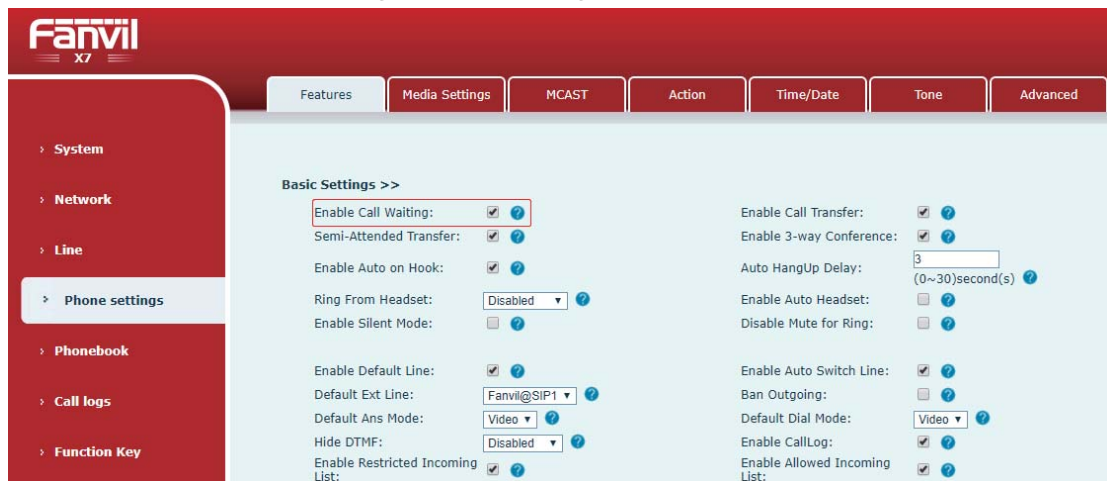 Fanvil
X7
Features Media Settings MCAST Action Time/Date Tone Advanced
› System
› Network
› Line
› Phone settings
› Phonebook
› Call logs
› Function Key
Basic Settings >>
Enable Call Waiting: ? Enable Call Transfer: ?
Semi-Attended Transfer: ? Enable 3-way Conference: ?
Enable Auto on Hook: ? Auto HangUp Delay: 3
(0~30)second(s) ?
Ring From Headset: Disabled ? Enable Auto Headset: ?
Enable Silent Mode: ? Disable Mute for Ring: ?
Enable Default Line: ? Enable Auto Switch Line: ?
Default Ext Line: Fanvil@SIP1 ? Ban Outgoing: ?
Default Ans Mode: Video ? Default Dial Mode: Video ?
Hide DTMF: Disabled ? Enable CallLog: ?
Enable Restricted Incoming ? Enable Allowed Incoming ?
List: List: